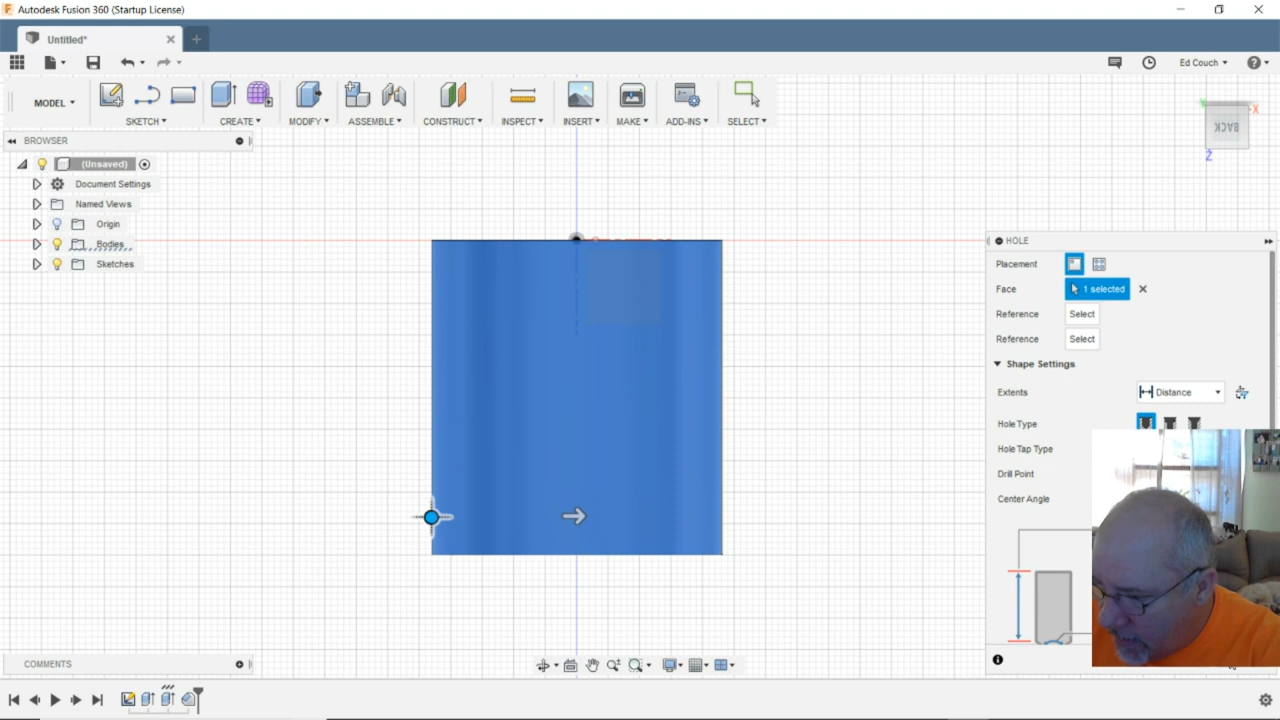 Autodesk Fusion 360 (Startup License)
Untitled*
Ed Couch
MODEL
SKETCH
CREATE
MODIFY
ASSEMBLE
CONSTRUCT
INSPECT
INSERT
MAKE
ADD-INS
SELECT
BROWSER
(Unsaved)
Document Settings
Named Views
Origin
Bodies
Sketches
X
Y
BACK
Z
HOLE
Placement
Face
1 selected
Reference
Select
Reference
Select
Shape Settings
Extents
Distance
Hole Type
Hole Tap Type
Drill Point
Center Angle
COMMENTS